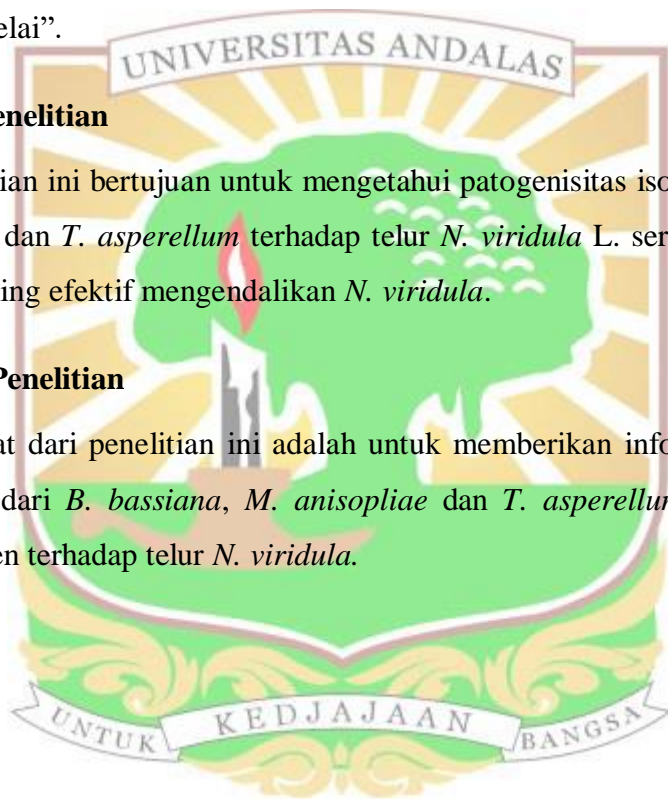 elai”.
UNIVERSITAS ANDALAS
enelitian
ian ini bertujuan untuk mengetahui patogenisitas iso
dan T. asperellum terhadap telur N. viridula L. ser
ing efektif mengendalikan N. viridula.
Penelitian
at dari penelitian ini adalah untuk memberikan info
dari B. bassiana, M. anisopliae dan T. asperellum
en terhadap telur N. viridula.
UNTUK KEDJAJAAN BANGSA